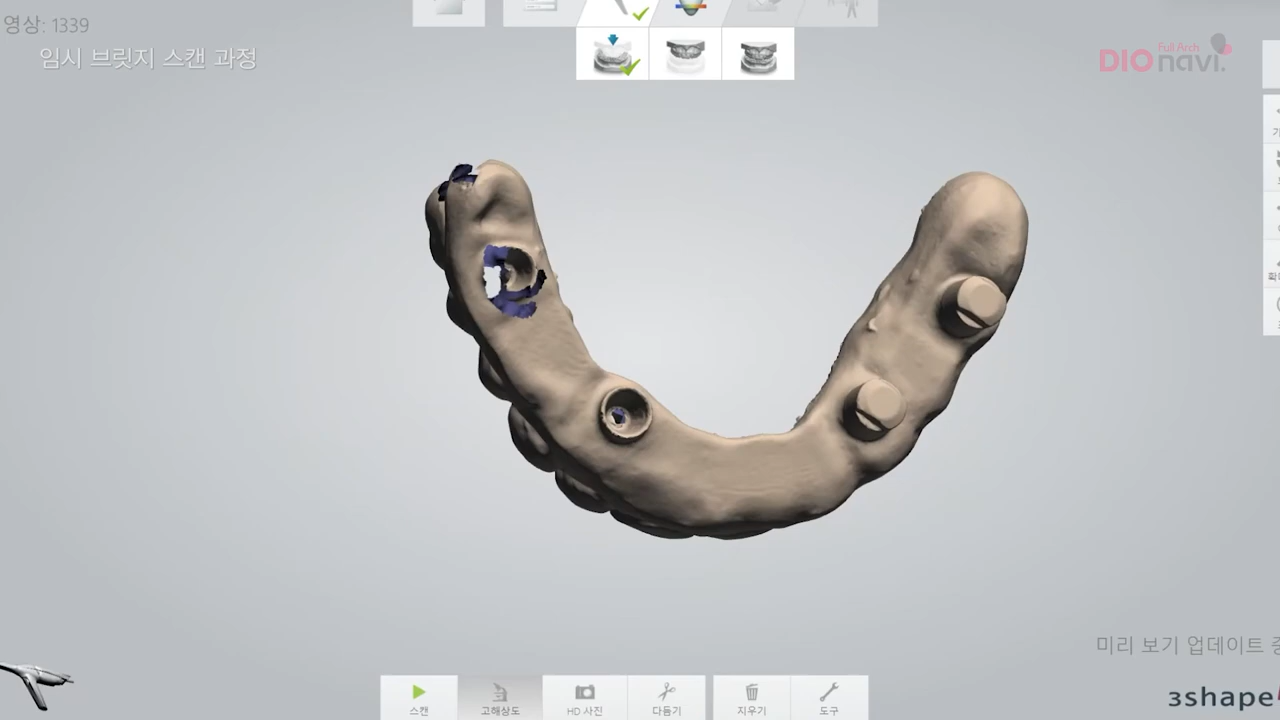 영상: 1339
임시 브릿지 스캔 과정
Full Arch
DIO navi.
미리 보기 업데이트 중
스캔
고해상도
HD 사진
다듬기
지우기
도구
3shape